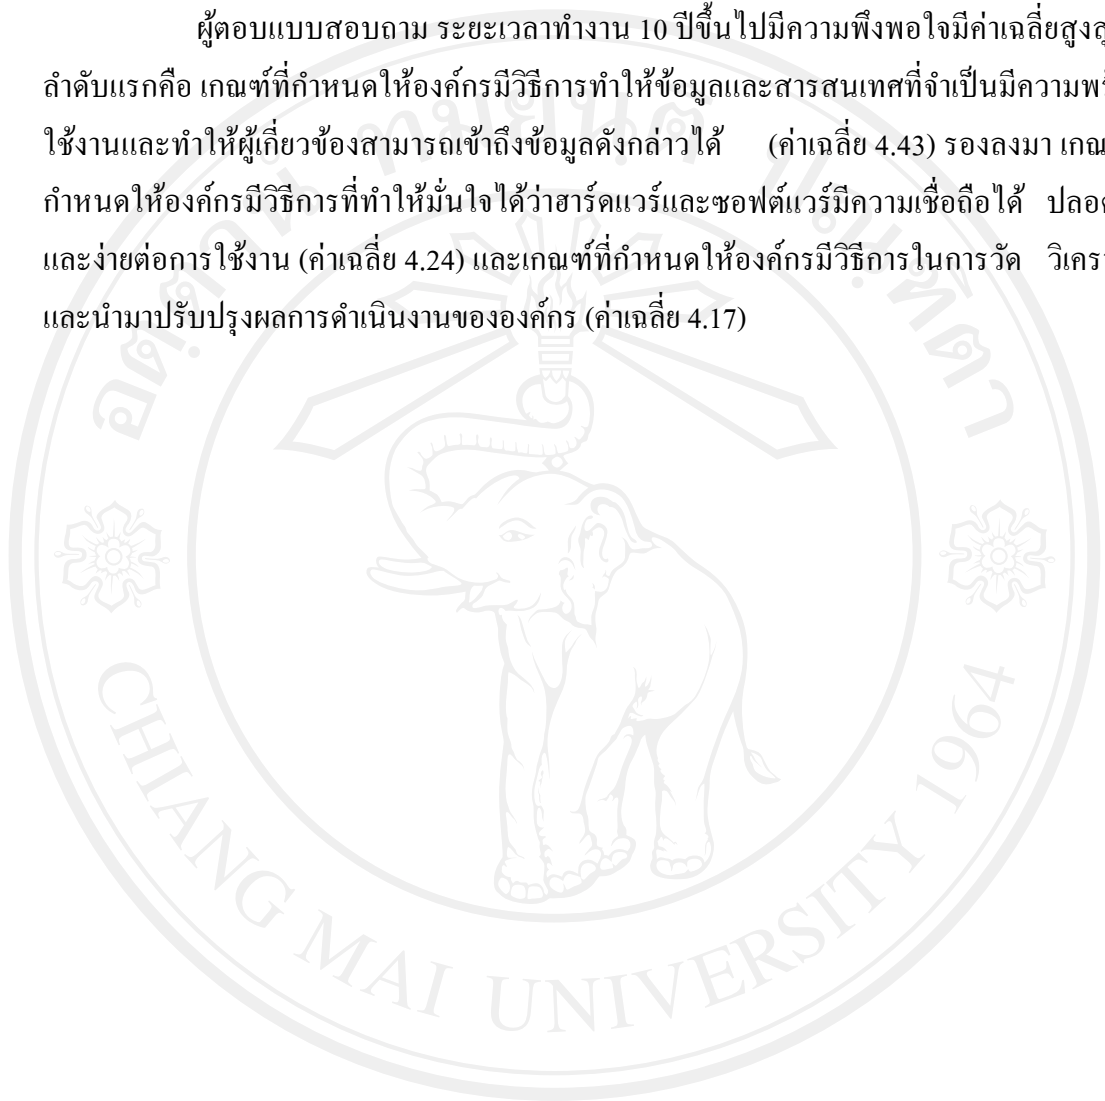 ผู้ตอบแบบสอบถาม ระยะเวลาทำงาน 10 ปีขึ้นไปมีความพึงพอใจมีค่าเฉลี่ย
ลำดับแรกคือ เกณฑ์ที่กำหนดให้องค์กรมีวิธีการทำให้ข้อมูลและสารสนเทศที่จำเป็นมีความ
ใช้งานและทำให้ผู้เกี่ยวข้องสามารถเข้าถึงข้อมูลดังกล่าวได้ (ค่าเฉลี่ย 4.43) รองลงมา
กำหนดให้องค์กรมีวิธีการที่ทำให้มั่นใจได้ว่าฮาร์ดแวร์และซอฟต์แวร์มีความเชื่อถือได้
และง่ายต่อการใช้งาน (ค่าเฉลี่ย 4.24) และเกณฑ์ที่กำหนดให้องค์กรมีวิธีการในการวัด
และนำมาปรับปรุงผลการดำเนินงานขององค์กร (ค่าเฉลี่ย 4.17)
อตฺตานํ ทมยนฺติ ปณฺฑิตา
CHIANG MAI UNIVERSITY 1964